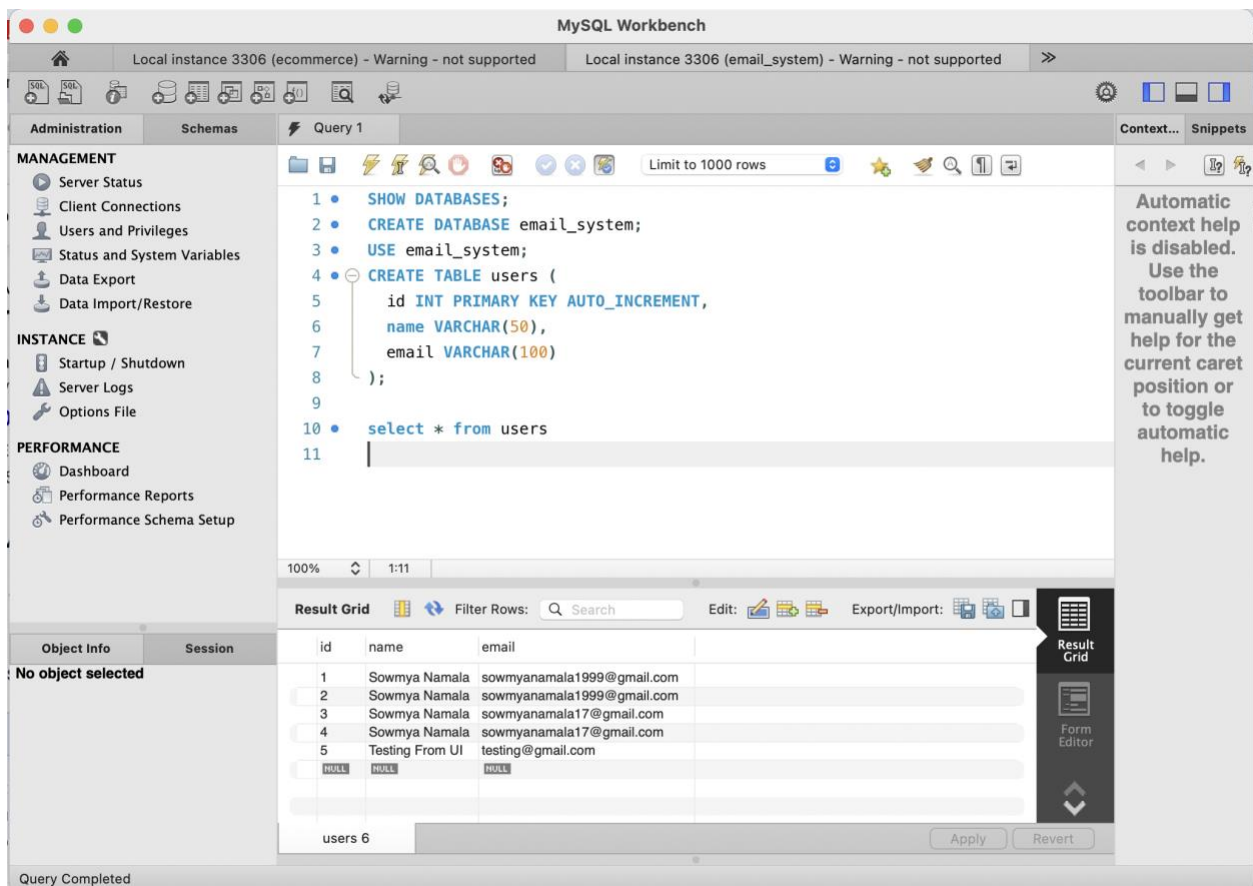 MySQL Workbench
Local instance 3306 (ecommerce) - Warning - not supported
Local instance 3306 (email_system) - Warning - not supported
Administration
Schemas
Query 1
Context...
Snippets
MANAGEMENT
Server Status
Client Connections
Users and Privileges
Status and System Variables
Data Export
Data Import/Restore
INSTANCE
Startup / Shutdown
Server Logs
Options File
PERFORMANCE
Dashboard
Performance Reports
Performance Schema Setup
Limit to 1000 rows
1 SHOW DATABASES;
2 CREATE DATABASE email_system;
3 USE email_system;
4 CREATE TABLE users (
5 id INT PRIMARY KEY AUTO_INCREMENT,
6 name VARCHAR(50),
7 email VARCHAR(100)
8 );
9
10 select * from users
11
Automatic
context help
is disabled.
Use the
toolbar to
manually get
help for the
current caret
position or
to toggle
automatic
help.
100% 1:11
Result Grid Filter Rows: Search Edit: Export/Import:
Result
Grid
Form
Editor
Object Info
Session
No object selected
id name email
1 Sowmya Namala sowmyanamala1999@gmail.com
2 Sowmya Namala sowmyanamala1999@gmail.com
3 Sowmya Namala sowmyanamala17@gmail.com
4 Sowmya Namala sowmyanamala17@gmail.com
5 Testing From UI testing@gmail.com
NULL NULL NULL
users 6
Apply
Revert
Query Completed